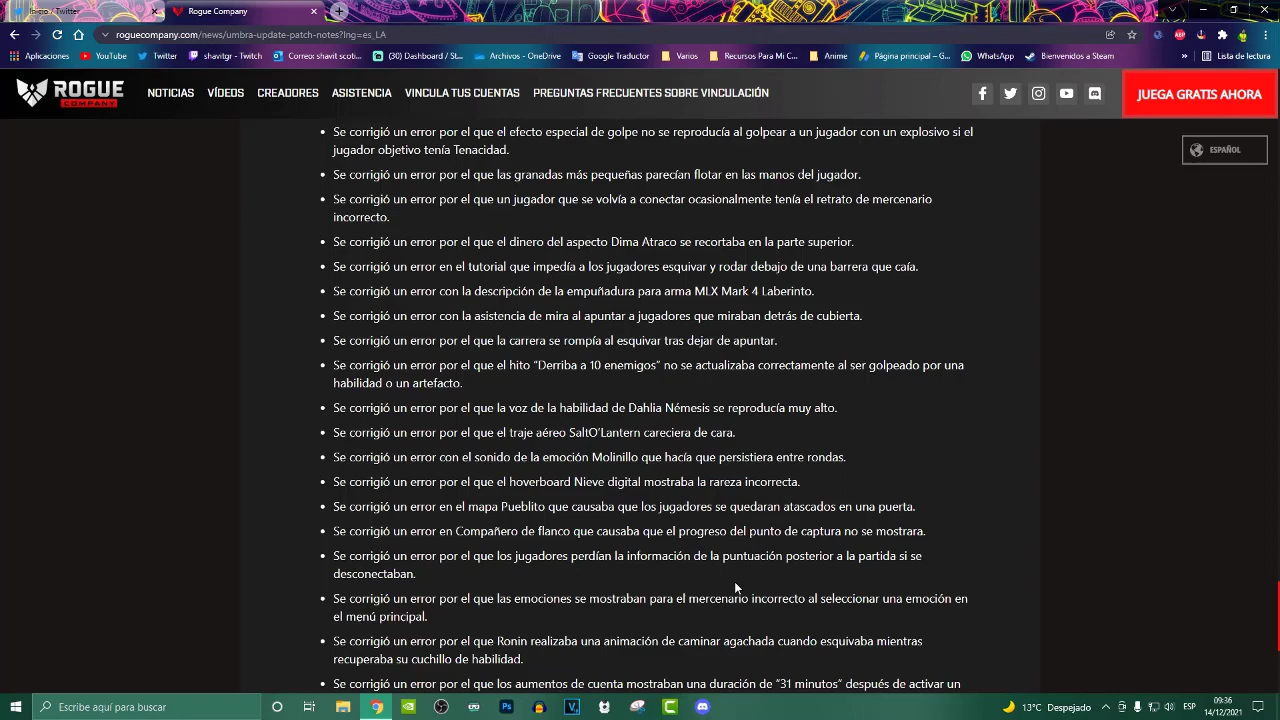 Inicio / Twitter
Rogue Company
roguecompany.com/news/umbra-update-patch-notes?lng=es_LA
Aplicaciones
YouTube
Twitter
shavitgr - Twitch
Correo: shavit scoti...
(30) Dashboard / St...
Archivos - OneDrive
Google Traductor
Varios
Recursos Para Mi C...
Anime
Página principal – G...
WhatsApp
Bienvenidos a Steam
Lista de lectura
ROGUE
COMPANY
NOTICIAS
VÍDEOS
CREADORES
ASISTENCIA
VINCULA TUS CUENTAS
PREGUNTAS FRECUENTES SOBRE VINCULACIÓN
JUEGA GRATIS AHORA
ESPAÑOL
Se corrigió un error por el que el efecto especial de golpe no se reproducía al golpear a un jugador con un explosivo si el
jugador objetivo tenía Tenacidad.
Se corrigió un error por el que las granadas más pequeñas parecían flotar en las manos del jugador.
Se corrigió un error por el que un jugador que se volvía a conectar ocasionalmente tenía el retrato de mercenario
incorrecto.
Se corrigió un error por el que el dinero del aspecto Dima Atraco se recortaba en la parte superior.
Se corrigió un error en el tutorial que impedía a los jugadores esquivar y rodar debajo de una barrera que caía.
Se corrigió un error con la descripción de la empuñadura para arma MLX Mark 4 Laberinto.
Se corrigió un error con la asistencia de mira al apuntar a jugadores que miraban detrás de cubierta.
Se corrigió un error por el que la carrera se rompía al esquivar tras dejar de apuntar.
Se corrigió un error por el que el hito “Derriba a 10 enemigos” no se actualizaba correctamente al ser golpeado por una
habilidad o un artefacto.
Se corrigió un error por el que la voz de la habilidad de Dahlia Némesis se reproducía muy alto.
Se corrigió un error por el que el traje aéreo SaltO’Lantern careciera de cara.
Se corrigió un error con el sonido de la emoción Molinillo que hacía que persistiera entre rondas.
Se corrigió un error por el que el hoverboard Nieve digital mostraba la rareza incorrecta.
Se corrigió un error en el mapa Pueblito que causaba que los jugadores se quedaran atascados en una puerta.
Se corrigió un error en Compañero de flanco que causaba que el progreso del punto de captura no se mostrara.
Se corrigió un error por el que los jugadores perdían la información de la puntuación posterior a la partida si se
desconectaban.
Se corrigió un error por el que las emociones se mostraban para el mercenario incorrecto al seleccionar una emoción en
el menú principal.
Se corrigió un error por el que Ronin realizaba una animación de caminar agachada cuando esquivaba mientras
recuperaba su cuchillo de habilidad.
Se corrigió un error por el que los aumentos de cuenta mostraban una duración de “31 minutos” después de activar un
Escribe aquí para buscar
13°C Despejado
ESP
09:36
14/12/2021